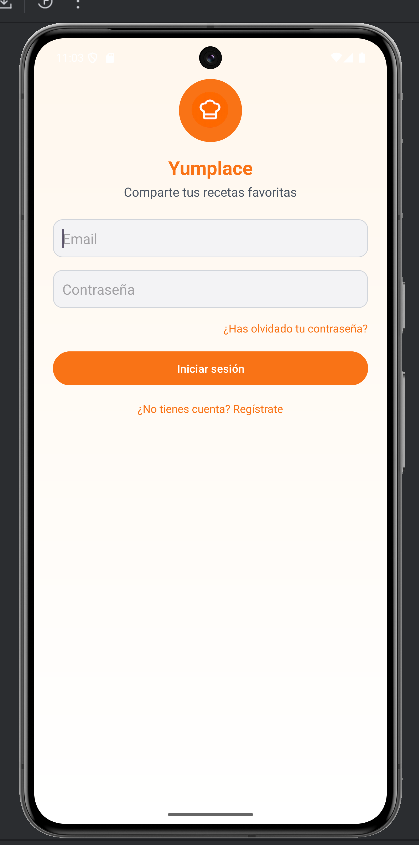 Yumplace
Comparte tus recetas favoritas
Email
Contraseña
¿Has olvidado tu contraseña?
Iniciar sesión
¿No tienes cuenta? Regístrate